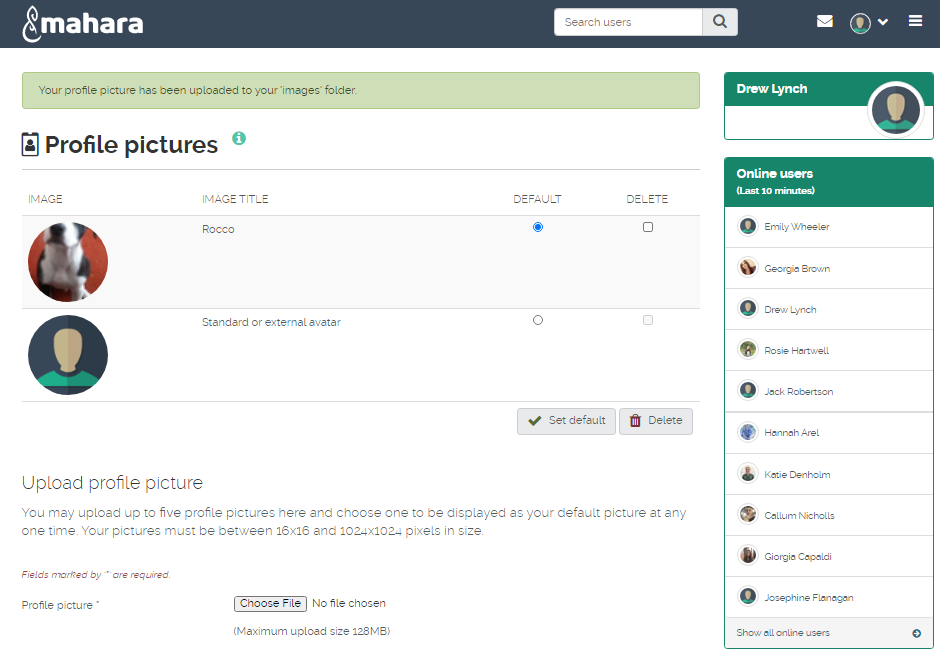 mahara
Search users
Your profile picture has been uploaded to your 'images' folder.
Drew Lynch
Profile pictures
IMAGE IMAGE TITLE DEFAULT DELETE
Rocco
Standard or external avatar
Set default Delete
Upload profile picture
You may upload up to five profile pictures here and choose one to be displayed as your default picture at any
one time. Your pictures must be between 16x16 and 1024x1024 pixels in size.
Fields marked by '*' are required.
Profile picture *
Choose File No file chosen
(Maximum upload size 128MB)
Online users
(Last 10 minutes)
Emily Wheeler
Georgia Brown
Drew Lynch
Rosie Hartwell
Jack Robertson
Hannah Arel
Katie Denholm
Callum Nicholls
Giorgia Capaldi
Josephine Flanagan
Show all online users